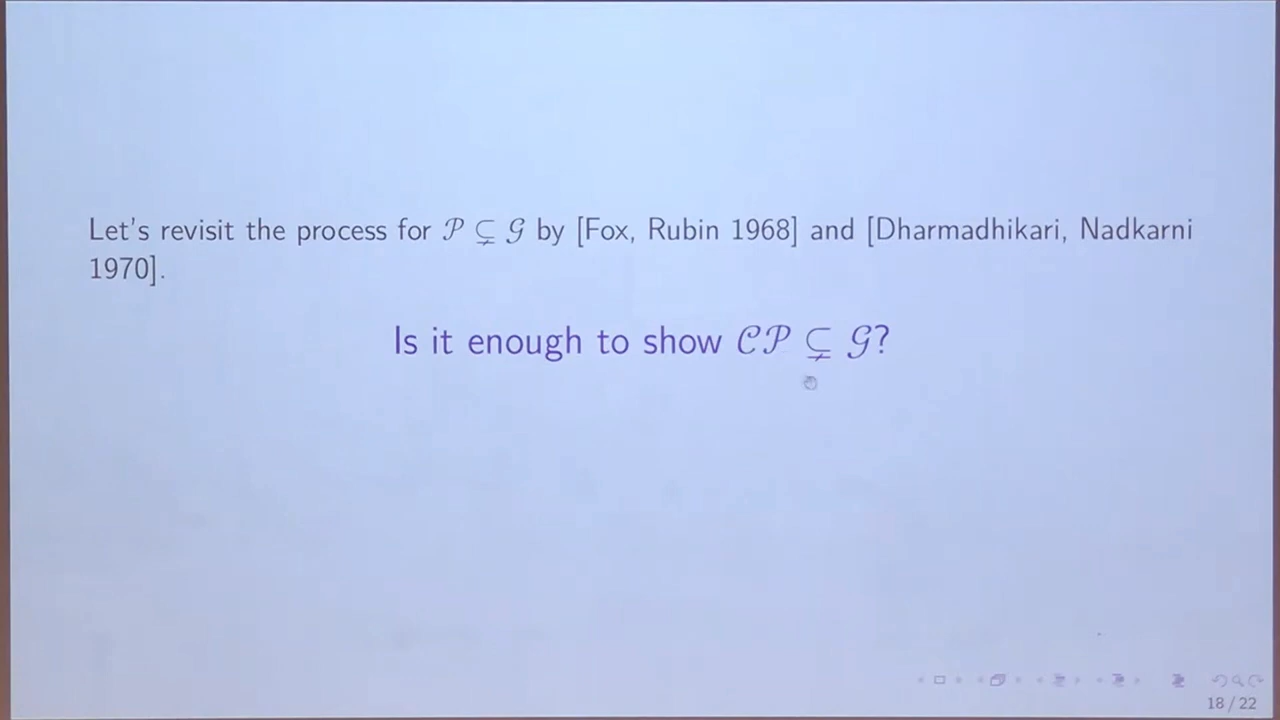 Let's revisit the process for 𝒫 ⊊ 𝒢 by [Fox, Rubin 1968] and [Dharmadhikari, Nadkarni
1970].
Is it enough to show 𝒞𝒫 ⊊ 𝒢?
18 / 22